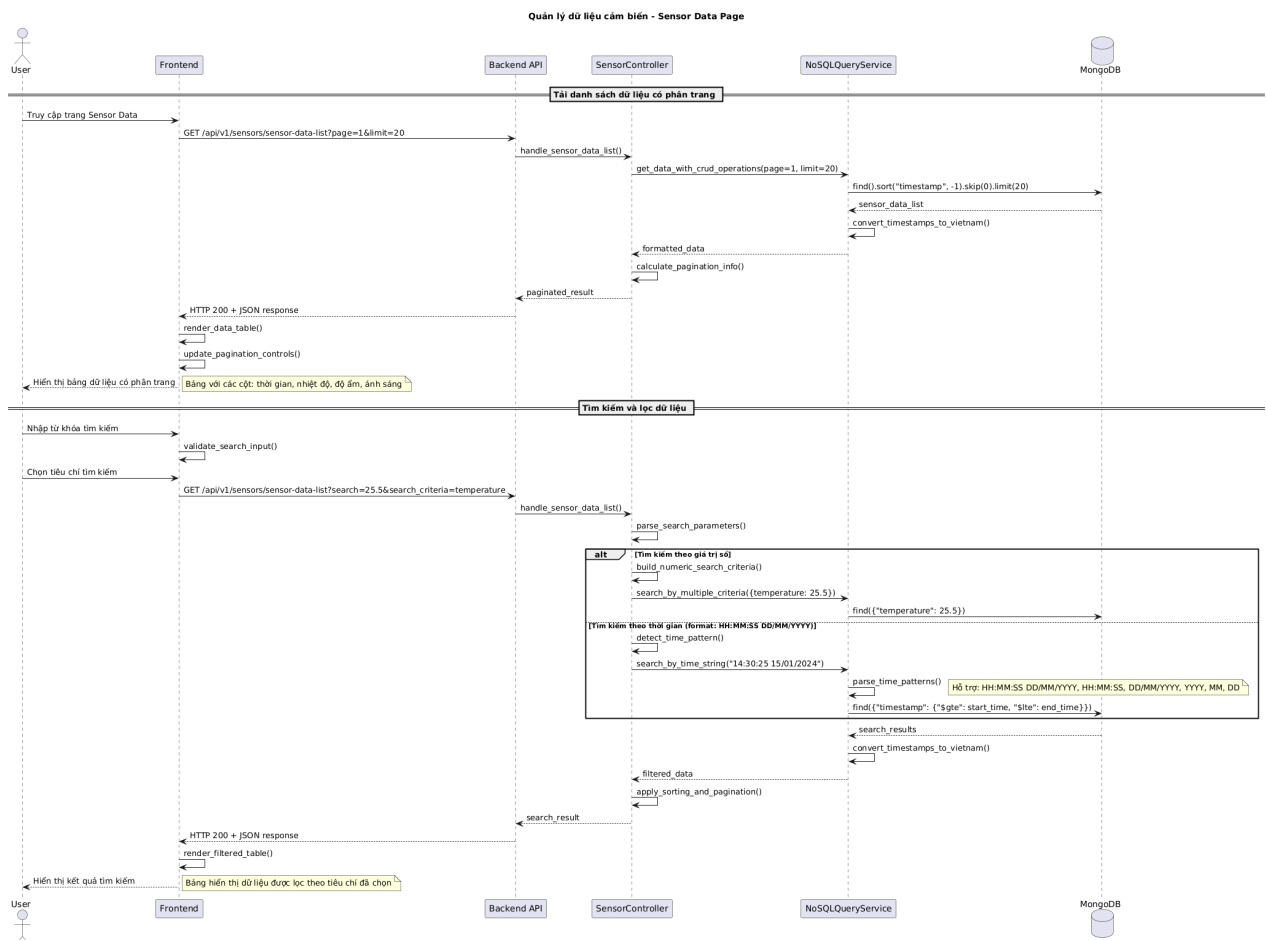 Quản lý dữ liệu cảm biến - Sensor Data Page
User
Frontend
Backend API
SensorController
NoSQLQueryService
MongoDB
Tải danh sách dữ liệu có phân trang
Truy cập trang Sensor Data
GET /api/v1/sensors/sensor-data-list?page=1&limit=20
handle_sensor_data_list()
get_data_with_crud_operations(page=1, limit=20)
find().sort("timestamp", -1).skip(0).limit(20)
sensor_data_list
convert_timestamps_to_vietnam()
formatted_data
calculate_pagination_info()
paginated_result
HTTP 200 + JSON response
render_data_table()
update_pagination_controls()
Hiển thị bảng dữ liệu có phân trang
Bảng với các cột: thời gian, nhiệt độ, độ ẩm, ánh sáng
Tìm kiếm và lọc dữ liệu
Nhập từ khóa tìm kiếm
validate_search_input()
Chọn tiêu chí tìm kiếm
GET /api/v1/sensors/sensor-data-list?search=25.5&search_criteria=temperature
handle_sensor_data_list()
parse_search_parameters()
alt
[Tìm kiếm theo giá trị số]
build_numeric_search_criteria()
search_by_multiple_criteria({temperature: 25.5})
find({"temperature": 25.5})
[Tìm kiếm theo thời gian (format: HH:MM:SS DD/MM/YYYY)]
detect_time_pattern()
search_by_time_string("14:30:25 15/01/2024")
parse_time_patterns()
Hỗ trợ: HH:MM:SS DD/MM/YYYY, HH:MM:SS, DD/MM/YYYY, YYYY, MM, DD
find({"timestamp": {"$gte": start_time, "$lte": end_time}})
search_results
convert_timestamps_to_vietnam()
filtered_data
apply_sorting_and_pagination()
search_result
HTTP 200 + JSON response
render_filtered_table()
Hiển thị kết quả tìm kiếm
Bảng hiển thị dữ liệu được lọc theo tiêu chí đã chọn
User
Frontend
Backend API
SensorController
NoSQLQueryService
MongoDB